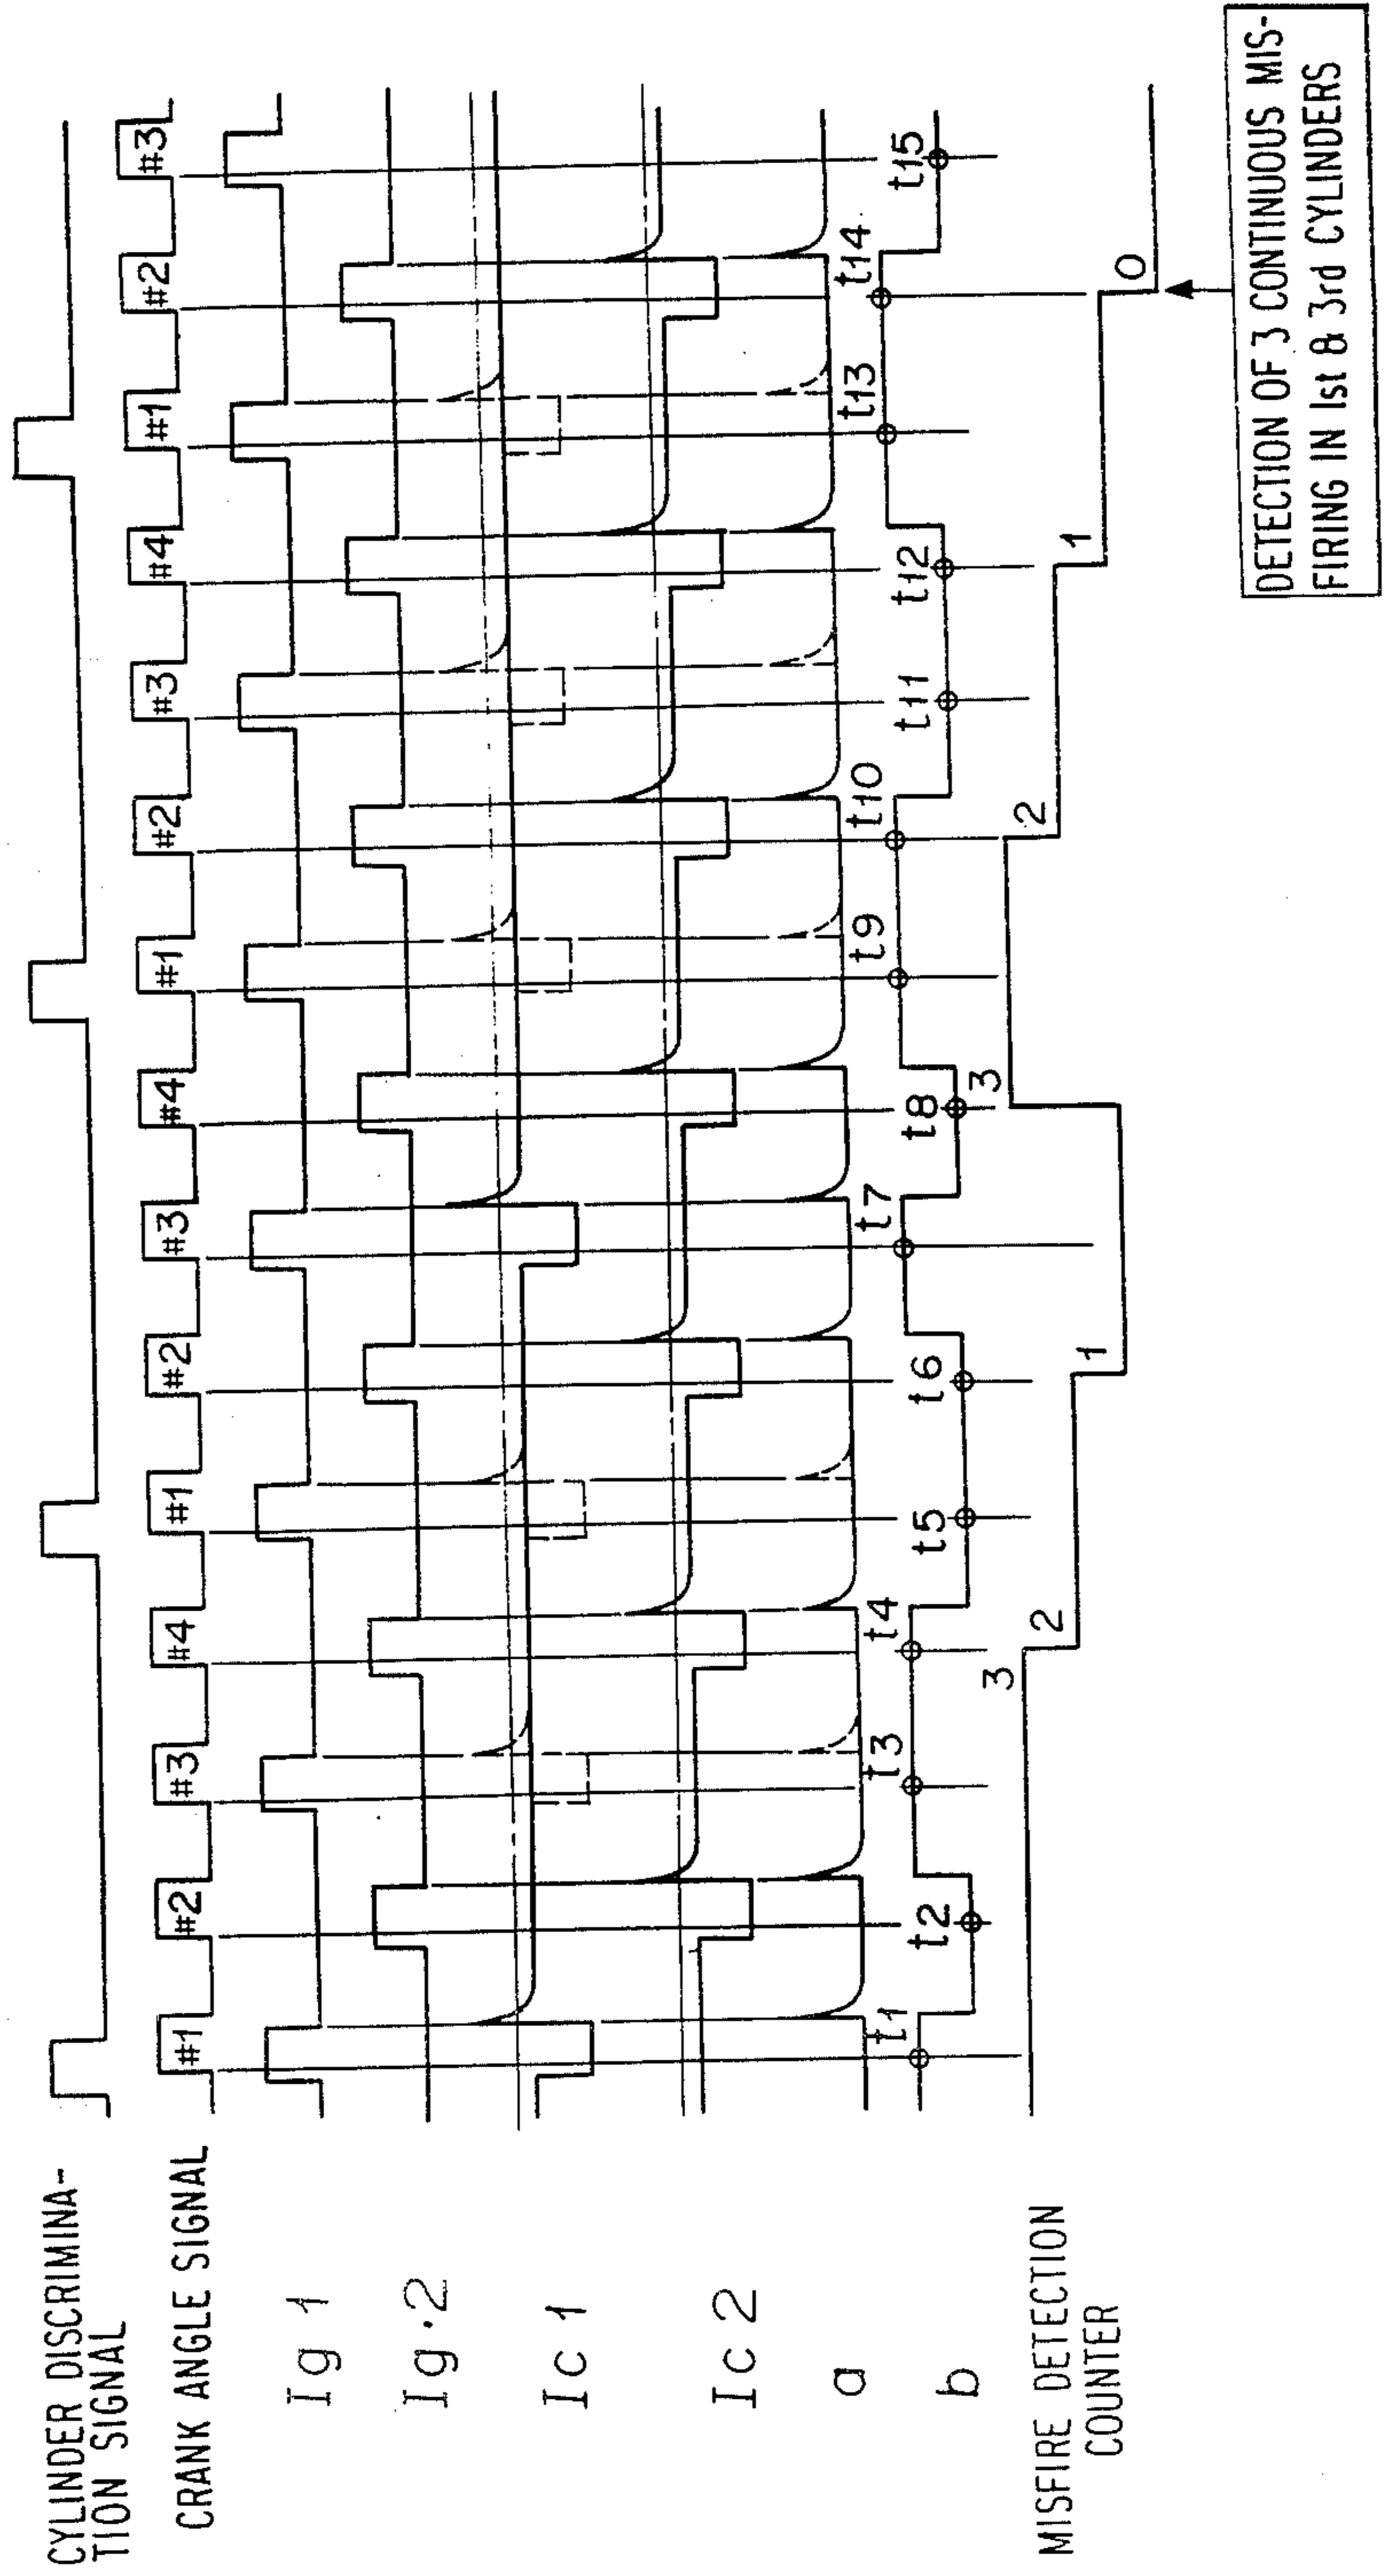 CYLINDER DISCRIMINA-
TION SIGNAL
CRANK ANGLE SIGNAL
#1 #2 #3 #4 #1 #2 #3 #4 #1 #2 #3 #4 #1 #2 #3
Ig 1
Ig.2
Ic 1
Ic 2
a
b
t1 t2 t3 t4 t5 t6 t7 t8 t9 t10 t11 t12 t13 t14 t15
MISFIRE DETECTION
COUNTER
3 2 1 3 2 1 0
DETECTION OF 3 CONTINUOUS MIS-
FIRING IN 1st & 3rd CYLINDERS